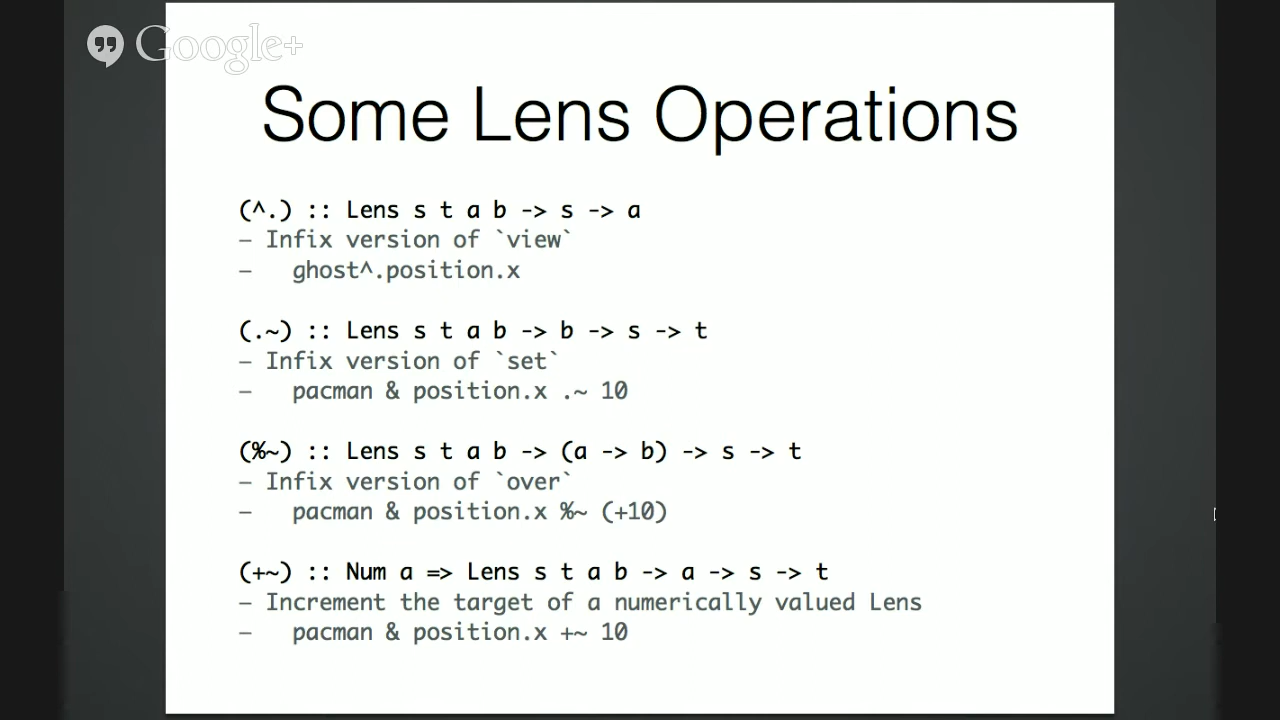 Google+
Some Lens Operations
(^.) :: Lens s t a b -> s -> a
– Infix version of `view`
– ghost^.position.x
(.~) :: Lens s t a b -> b -> s -> t
– Infix version of `set`
– pacman & position.x .~ 10
(%~) :: Lens s t a b -> (a -> b) -> s -> t
– Infix version of `over`
– pacman & position.x %~ (+10)
(+~) :: Num a => Lens s t a b -> a -> s -> t
– Increment the target of a numerically valued Lens
– pacman & position.x +~ 10